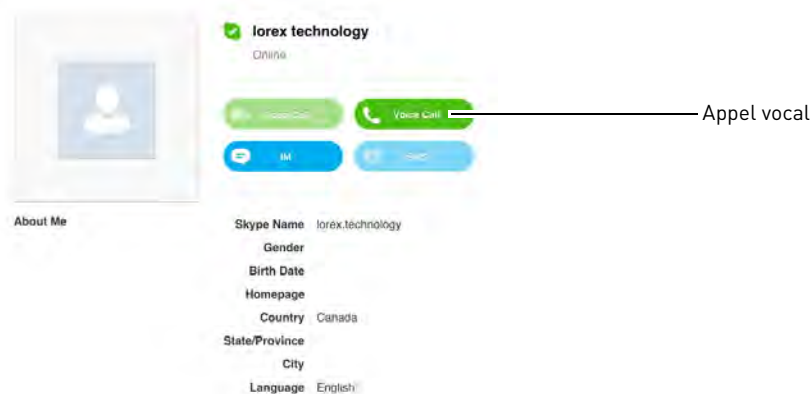 lorex technology
Online
Voice Call
Appel vocal
IM
About Me
Skype Name lorex.technology
Gender
Birth Date
Homepage
Country Canada
State/Province
City
Language English